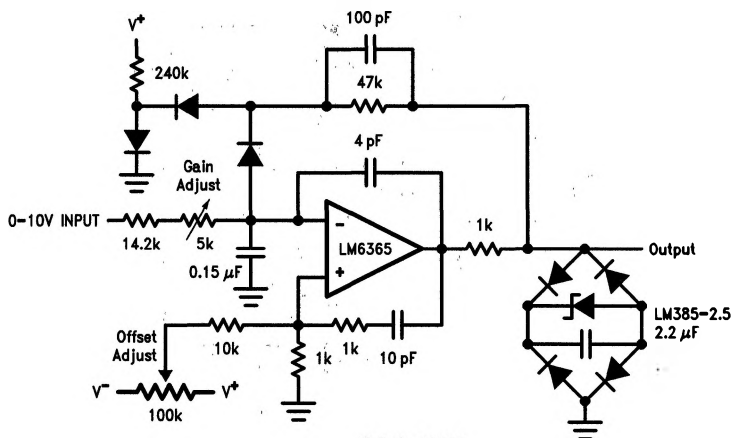 100 pF
V+
240k
47k
4 pF
Gain
Adjust
0-10V INPUT
14.2k
5k
-
LM6365
+
1k
Output
0.15 µF
LM385-2.5
2.2 µF
Offset
Adjust
10k
1k
1k
10 pF
V-
V+
100k